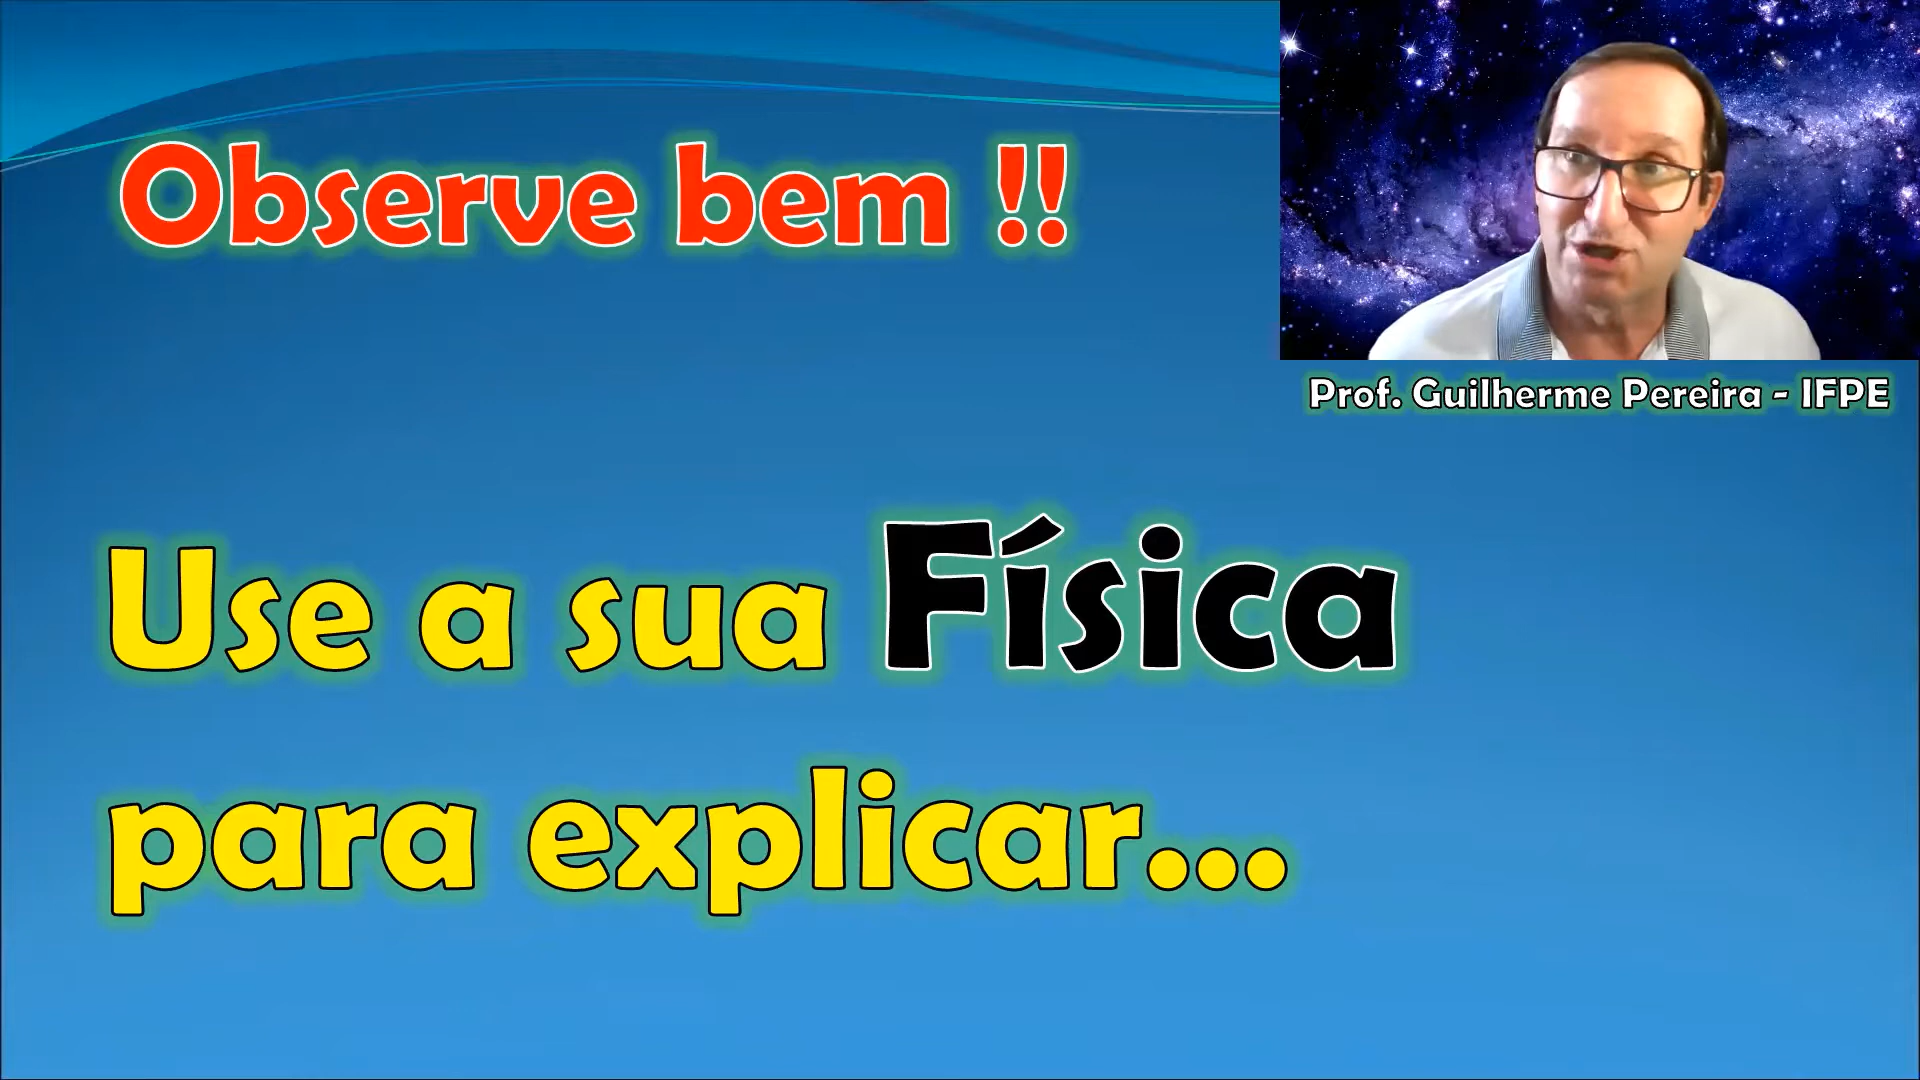 Observe bem !!
Prof. Guilherme Pereira - IFPE
Use a sua Física
para explicar...